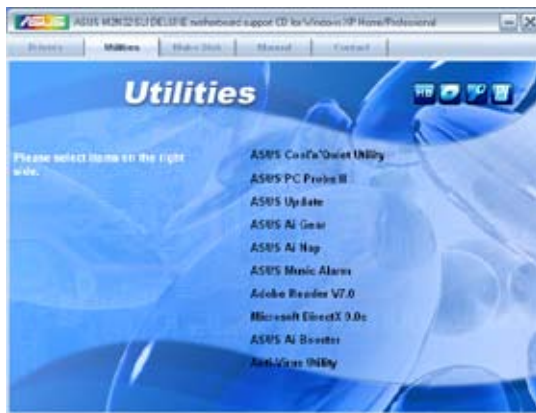 ASUS M2N32 SLI DELUXE motherboard support CD for Windows XP Home/Professional
Drivers Utilities Make Disk Manual Contact
Utilities
Please select items on the right side.
ASUS Cool'n'Quiet Utility
ASUS PC Probe II
ASUS Update
ASUS Ai Gear
ASUS Ai Nap
ASUS Music Alarm
Adobe Reader V7.0
Microsoft DirectX 9.0c
ASUS Ai Booster
Anti-Virus Utility